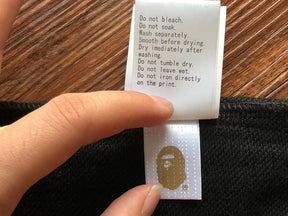 Do not bleach.
Do not soak.
Wash separately.
Smooth before drying.
Dry imediately after
washing.
Do not tumble dry.
Do not leave wet.
Do not iron directly
on the print.